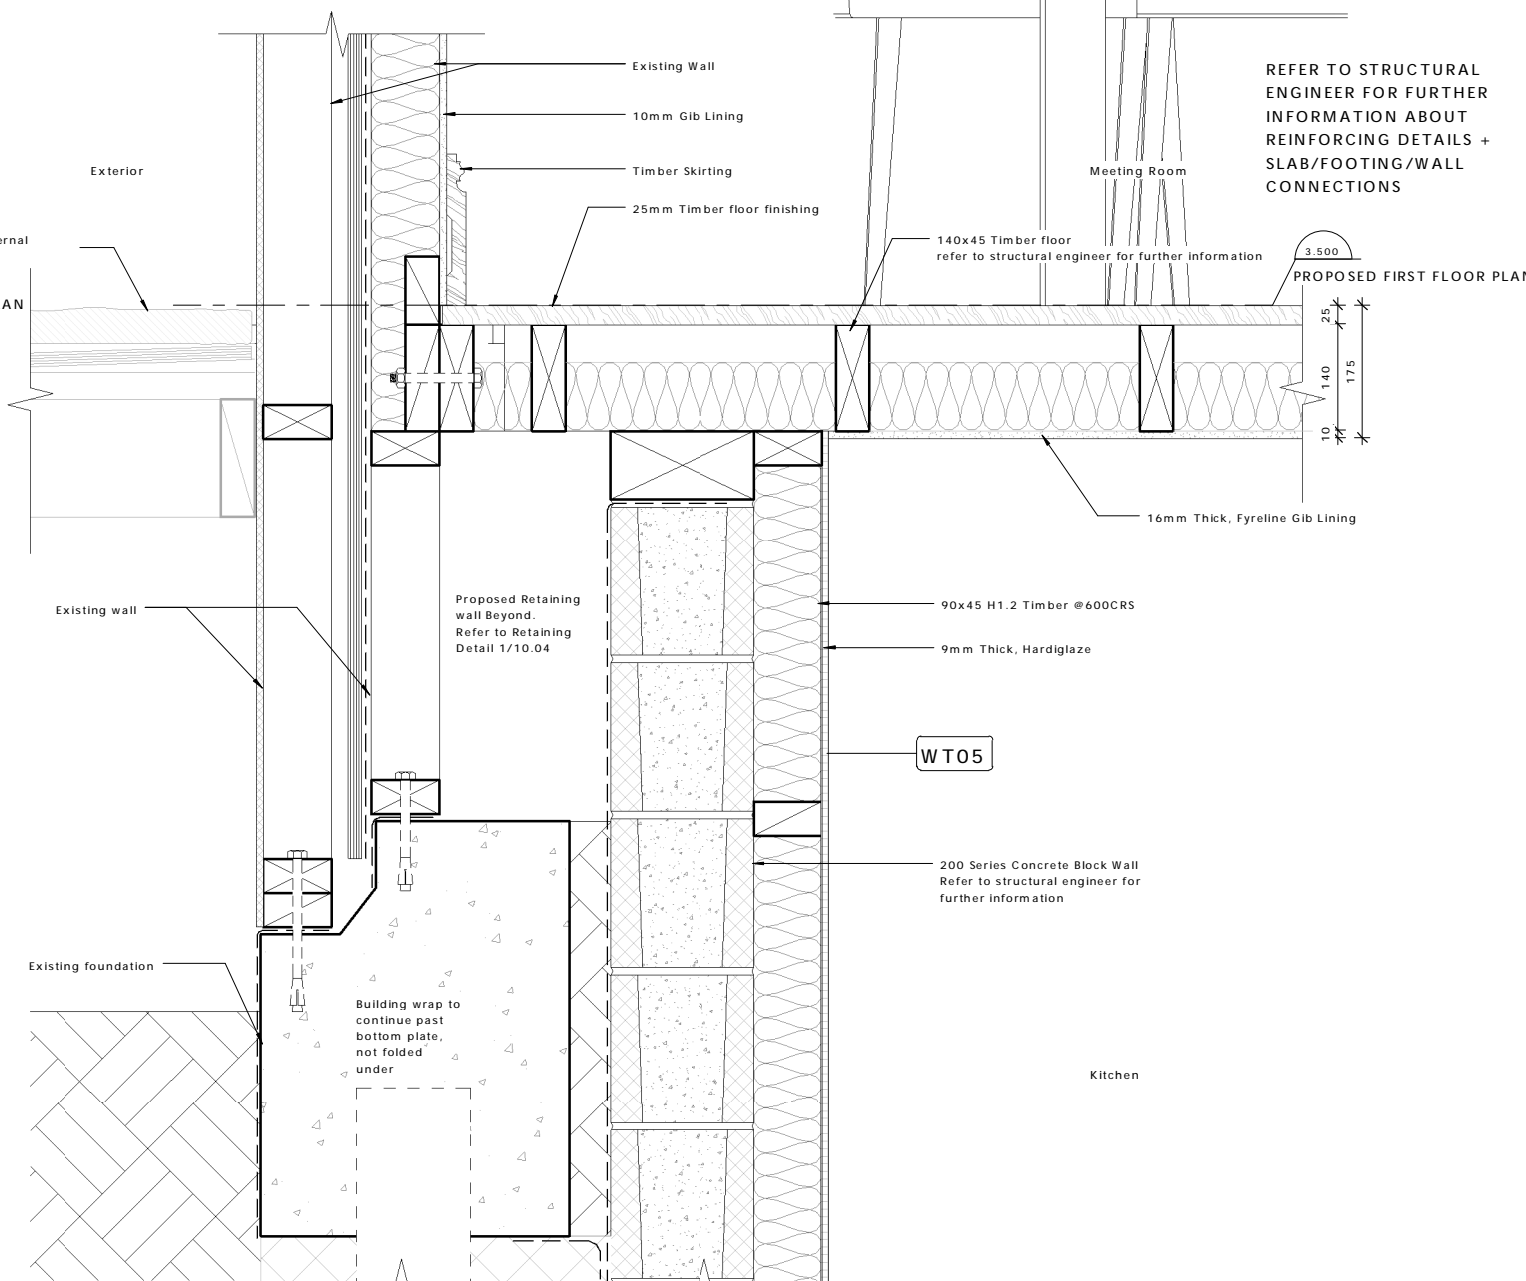 Existing Wall
REFER TO STRUCTURAL
ENGINEER FOR FURTHER
INFORMATION ABOUT
REINFORCING DETAILS +
SLAB/FOOTING/WALL
CONNECTIONS
10mm Gib Lining
Exterior
Timber Skirting
Meeting Room
25mm Timber floor finishing
ernal
140x45 Timber floor
refer to structural engineer for further information
3.500
PROPOSED FIRST FLOOR PLAN
AN
25
140
175
10
16mm Thick, Fyreline Gib Lining
Existing wall
Proposed Retaining
wall Beyond.
Refer to Retaining
Detail 1/10.04
90x45 H1.2 Timber @600CRS
9mm Thick, Hardiglaze
WT05
200 Series Concrete Block Wall
Refer to structural engineer for
further information
Existing foundation
Building wrap to
continue past
bottom plate,
not folded
under
Kitchen